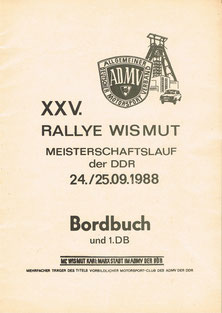 ALLGEMEINER
DEUTSCHER
MOTORSPORT VERBAND
ADMV
XXV.
RALLYE WISMUT
MEISTERSCHAFTSLAUF
der DDR
24./25.09.1988
Bordbuch
und 1.DB
MC WISMUT KARL MARX STADT IM ADMV DER DDR
MEHRFACHER TRÄGER DES TITELS VORBILDLICHER MOTORSPORT-CLUB DES ADMV DER DDR